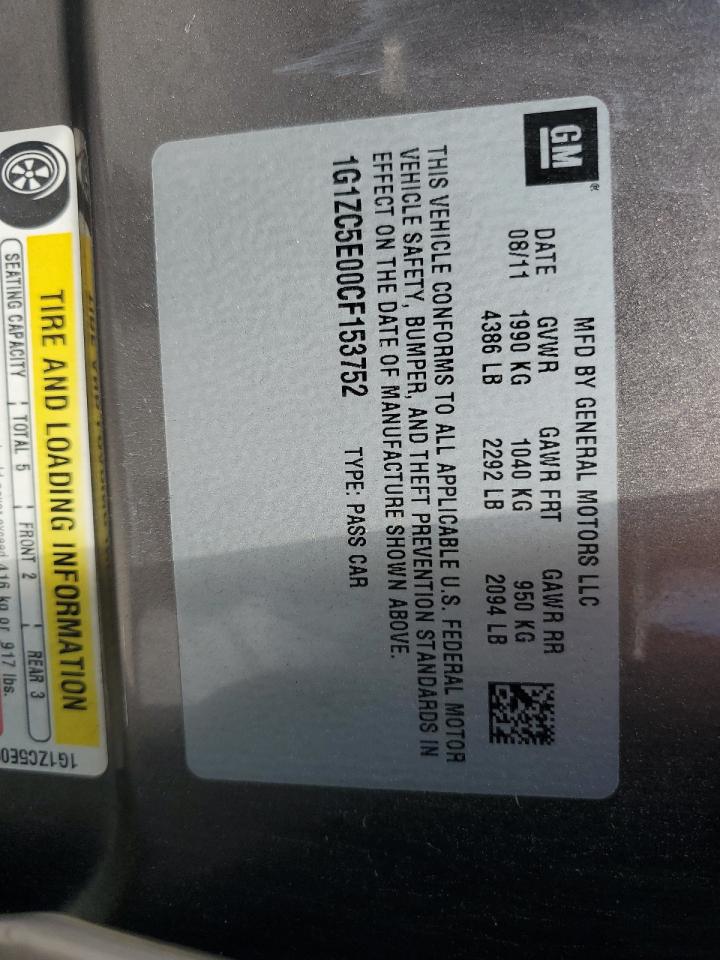 GM
®
MFD BY GENERAL MOTORS LLC
DATE GVWR GAWR FRT GAWR RR
08/11 1990 KG 1040 KG 950 KG
4386 LB 2292 LB 2094 LB
THIS VEHICLE CONFORMS TO ALL APPLICABLE U.S. FEDERAL MOTOR
VEHICLE SAFETY, BUMPER, AND THEFT PREVENTION STANDARDS IN
EFFECT ON THE DATE OF MANUFACTURE SHOWN ABOVE.
1G1ZC5E00CF153752 TYPE: PASS CAR
TIRE AND LOADING INFORMATION
SEATING CAPACITY TOTAL 5 FRONT 2 REAR 3
exceed 416 kg or 917 lbs.
1G1ZC5E0